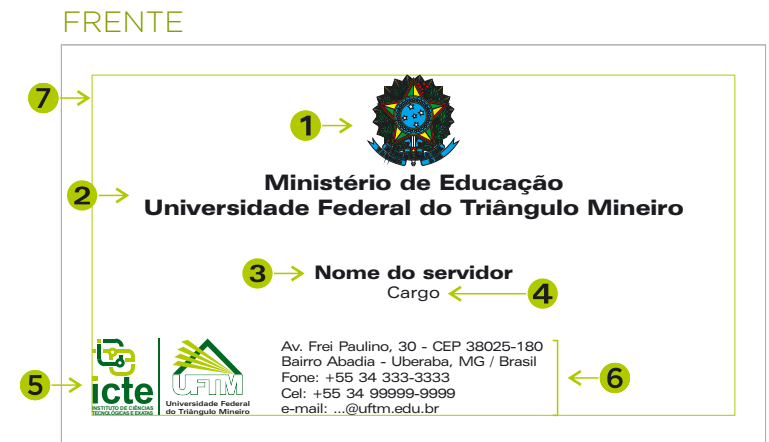 FRENTE
7
1
2
Ministério de Educação
Universidade Federal do Triângulo Mineiro
3
Nome do servidor
Cargo
4
5
icte
INSTITUTO DE CIÊNCIAS
TECNOLÓGICAS E EXATAS
UFTM
Universidade Federal
do Triângulo Mineiro
Av. Frei Paulino, 30 - CEP 38025-180
Bairro Abadia - Uberaba, MG / Brasil
Fone: +55 34 333-3333
Cel: +55 34 99999-9999
e-mail: ...@uftm.edu.br
6